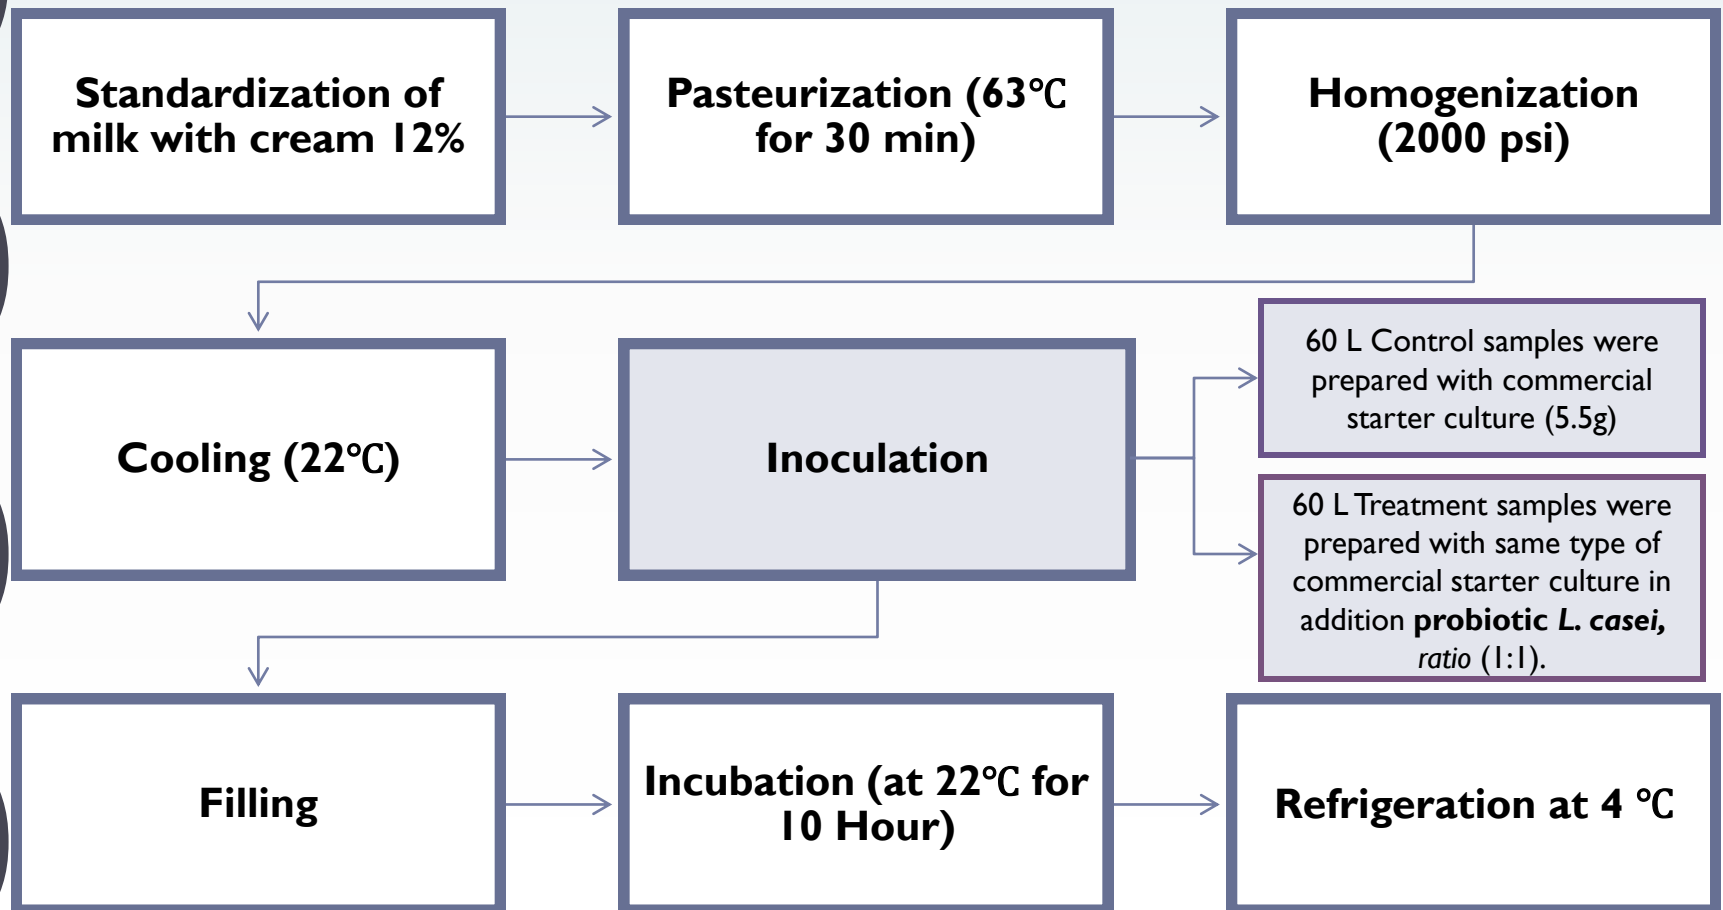 Standardization of
milk with cream 12%
Pasteurization (63℃
for 30 min)
Homogenization
(2000 psi)
Cooling (22℃)
Inoculation
60 L Control samples were
prepared with commercial
starter culture (5.5g)
60 L Treatment samples were
prepared with same type of
commercial starter culture in
addition probiotic L. casei,
ratio (1:1).
Filling
Incubation (at 22℃ for
10 Hour)
Refrigeration at 4 ℃